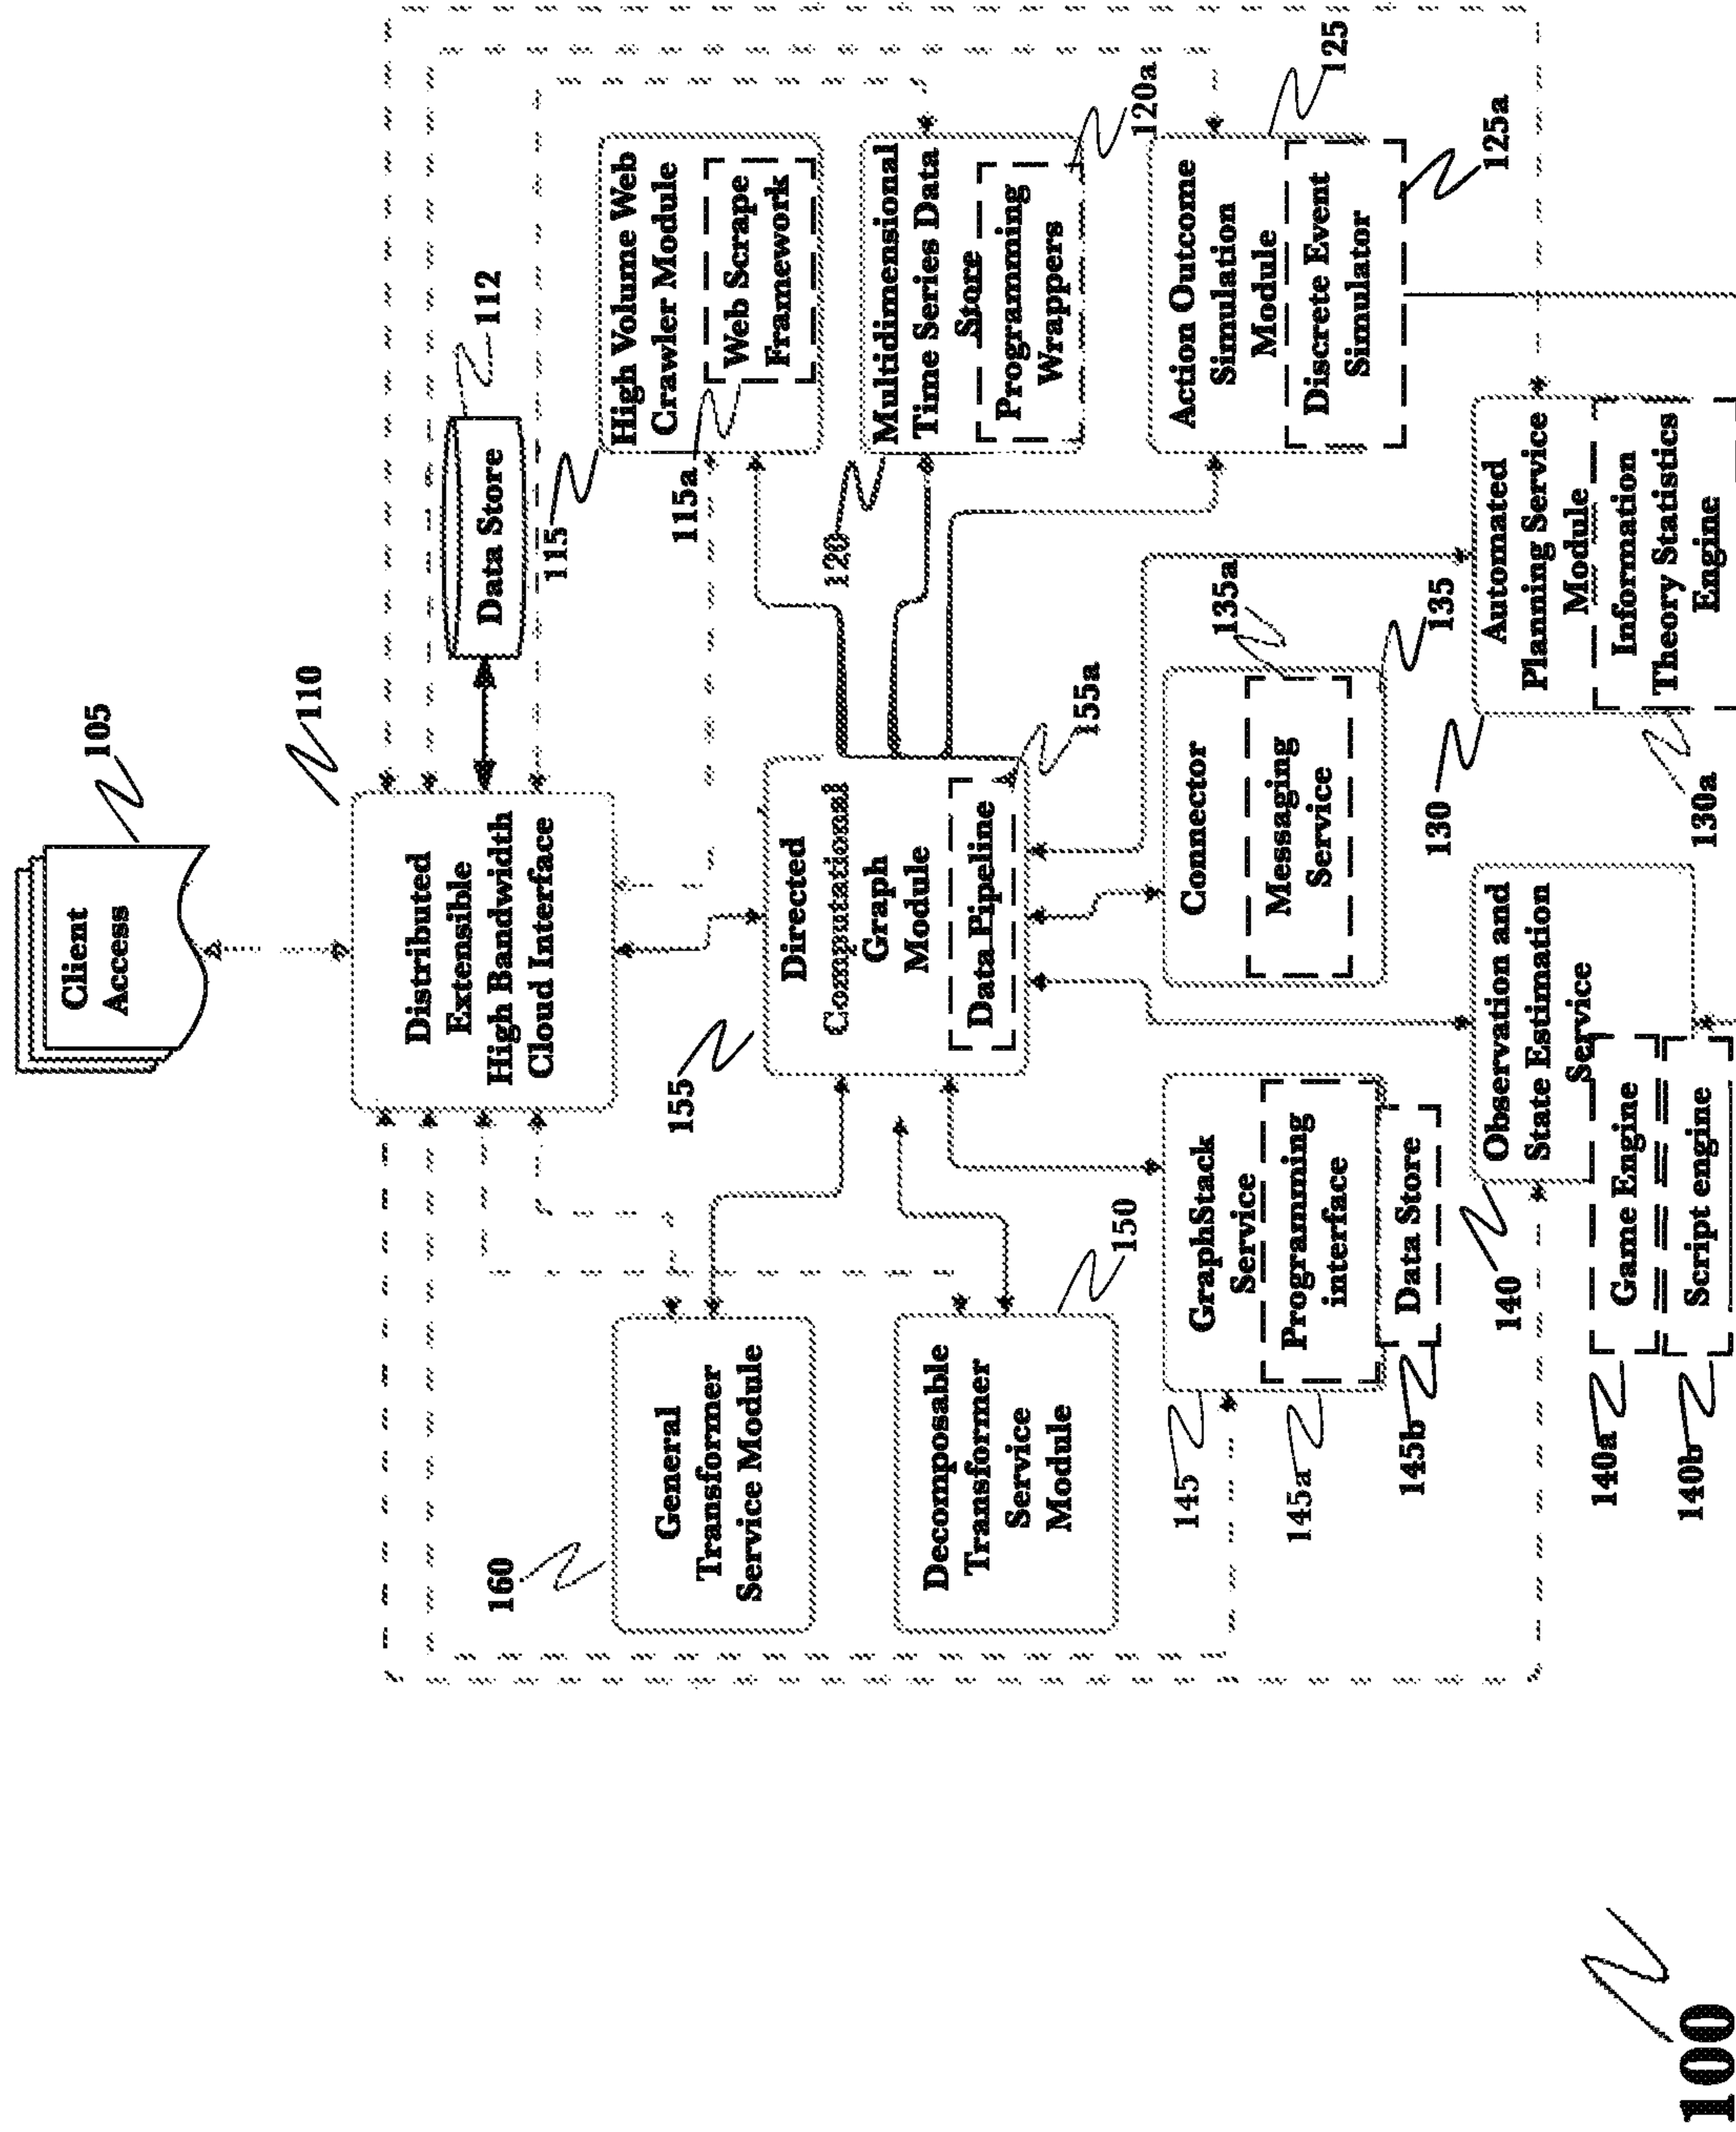 Client
Access
105
110
Distributed
Extensible
High Bandwidth
Cloud Interface
Data Store
112
115
High Volume Web
Crawler Module
115a
Web Scrape
Framework
160
General
Transformer
Service Module
155
Directed
Computational
Graph
Module
Data Pipeline
155a
120
Multidimensional
Time Series Data
Store
Programming
Wrappers
120a
Decomposable
Transformer
Service
Module
150
125
Action Outcome
Simulation
Module
Discrete Event
Simulator
125a
145
GraphStack
Service
145a
Programming
interface
145b
Data Store
Connector
135a
Messaging
Service
135
130
Automated
Planning Service
Module
130a
Information
Theory Statistics
Engine
140
Observation and
State Estimation
Service
140a
Game Engine
140b
Script engine
100